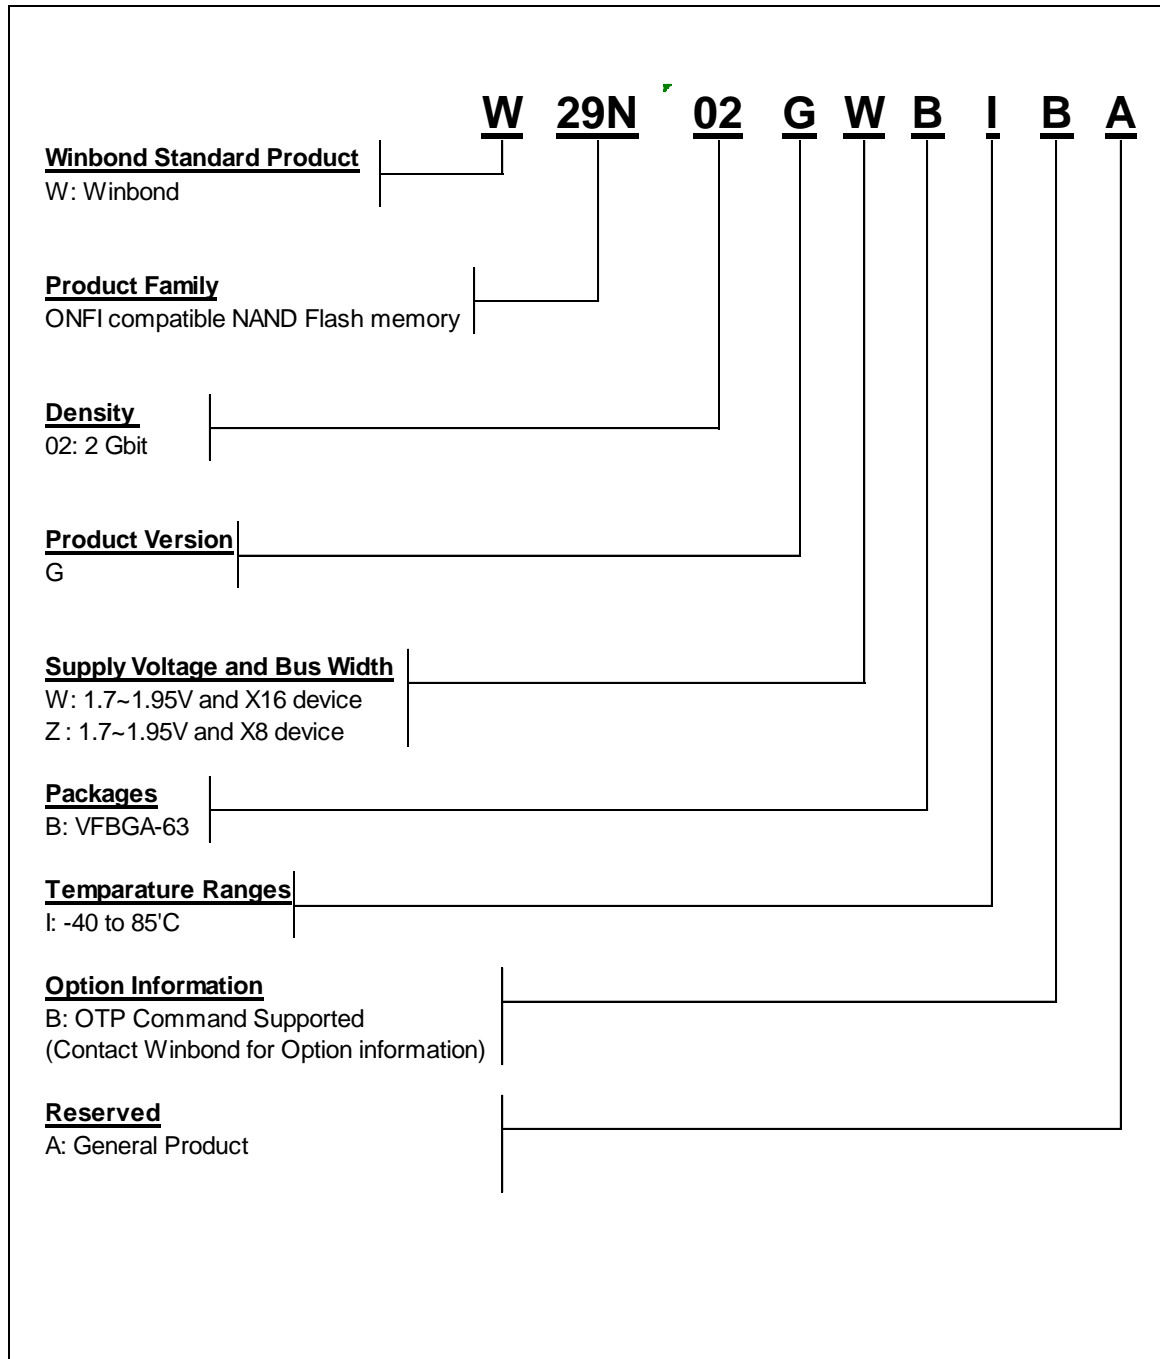 W 29N 02 G W B I B A
Winbond Standard Product
W: Winbond
Product Family
ONFI compatible NAND Flash memory
Density
02: 2 Gbit
Product Version
G
Supply Voltage and Bus Width
W: 1.7~1.95V and X16 device
Z : 1.7~1.95V and X8 device
Packages
B: VFBGA-63
Temparature Ranges
I: -40 to 85'C
Option Information
B: OTP Command Supported
(Contact Winbond for Option information)
Reserved
A: General Product